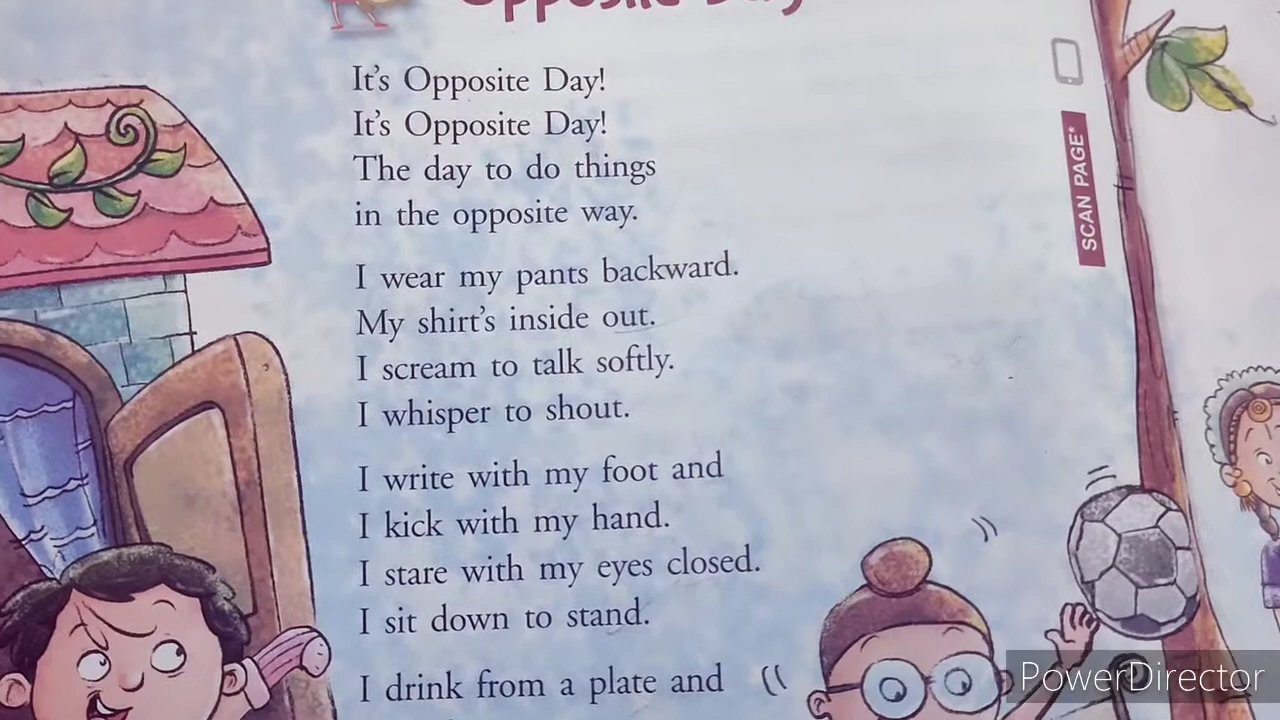 Opposite Day
It's Opposite Day!
It's Opposite Day!
The day to do things
in the opposite way.
I wear my pants backward.
My shirt's inside out.
I scream to talk softly.
I whisper to shout.
I write with my foot and
I kick with my hand.
I stare with my eyes closed.
I sit down to stand.
I drink from a plate and
SCAN PAGE*
PowerDirector